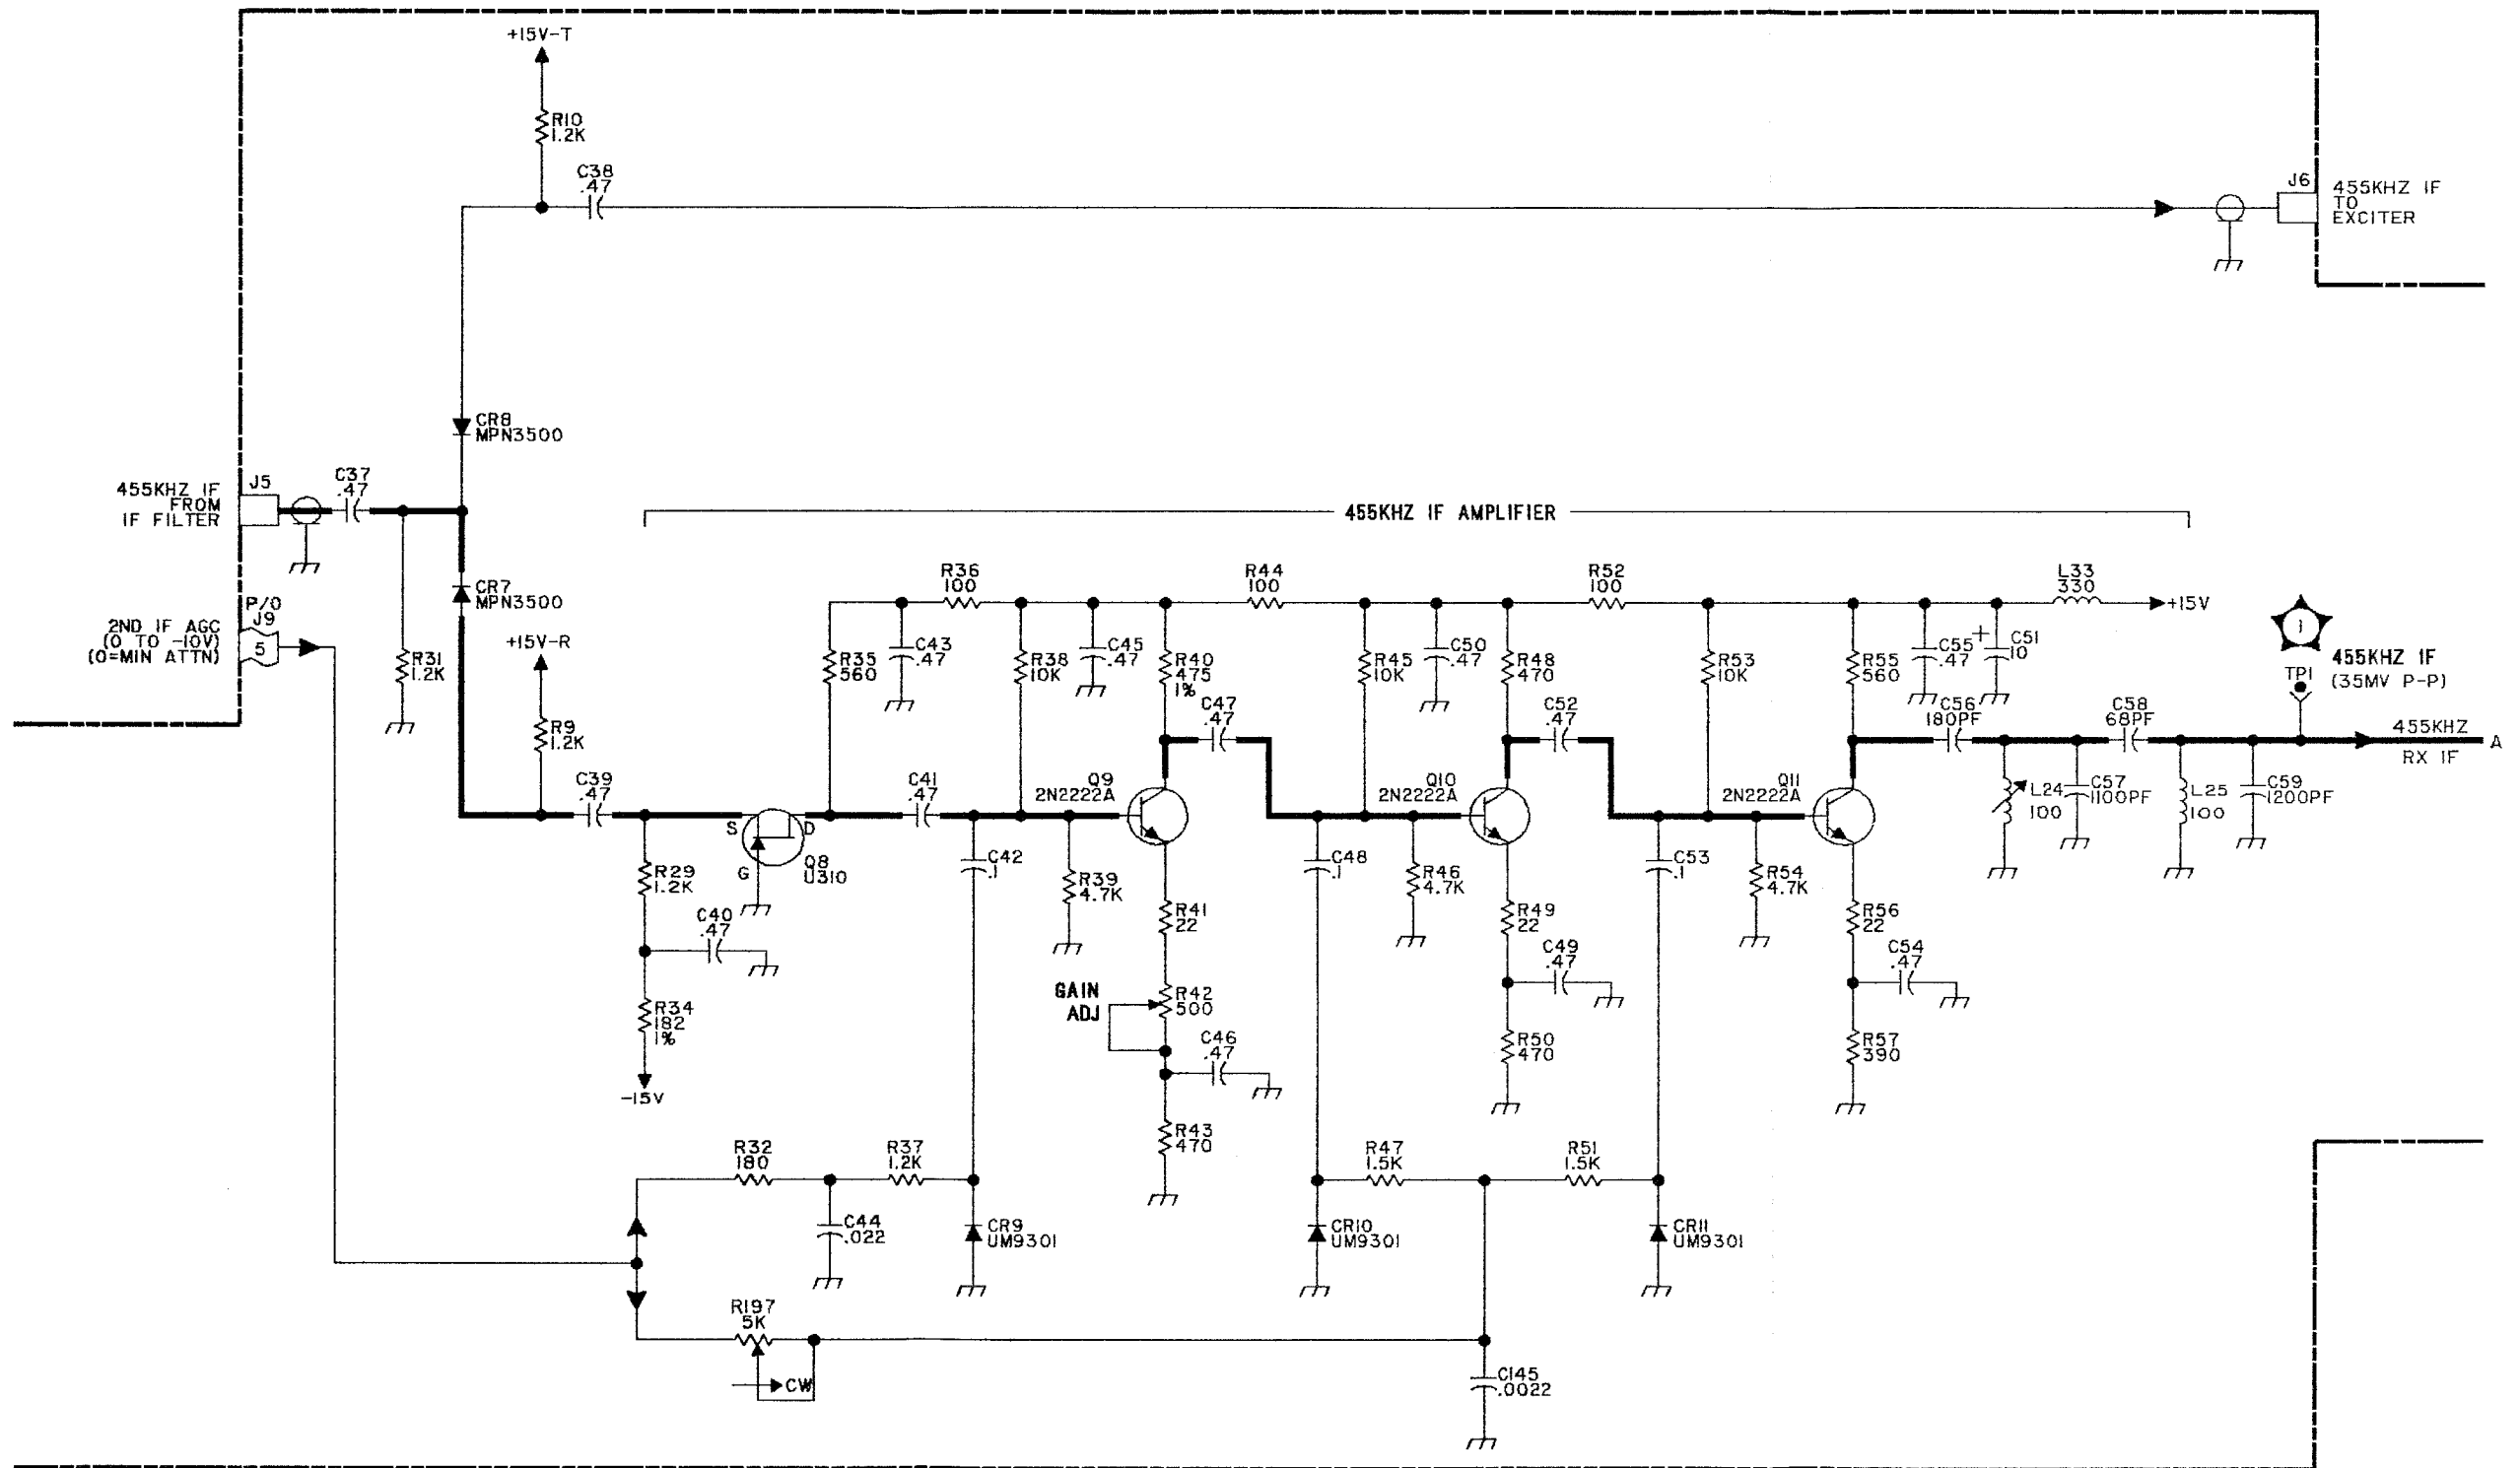 +15V-T
R10
1.2K
C38
.47
J6
455KHZ IF
TO
EXCITER
CR8
MPN3500
455KHZ IF
FROM
IF FILTER
J5
C37
.47
455KHZ IF AMPLIFIER
CR7
MPN3500
2ND IF AGC
(0 TO -10V)
(0=MIN ATTN)
P/O
J9
5
R31
1.2K
+15V-R
R9
1.2K
R36
100
R44
100
R52
100
L33
330
+15V
R35
560
C43
.47
R38
10K
C45
.47
R40
475
1%
R45
10K
C50
.47
R48
470
R53
10K
R55
560
C55
.47
+
C51
10
1
455KHZ IF
(35MV P-P)
TP1
C47
.47
C52
.47
C56
180PF
C58
68PF
455KHZ
RX IF
A
C39
.47
C41
.47
Q9
2N2222A
Q10
2N2222A
Q11
2N2222A
L24
100
C57
1100PF
L25
100
C59
1200PF
S
D
G
Q8
U310
R29
1.2K
C40
.47
R34
182
1%
-15V
C42
.1
R39
4.7K
R41
22
GAIN
ADJ
R42
500
C46
.47
R43
470
C48
.1
R46
4.7K
R49
22
C49
.47
R50
470
C53
.1
R54
4.7K
R56
22
C54
.47
R57
390
R32
180
R37
1.2K
R47
1.5K
R51
1.5K
C44
.022
CR9
UM9301
CR10
UM9301
CR11
UM9301
R197
5K
CW
C145
.0022